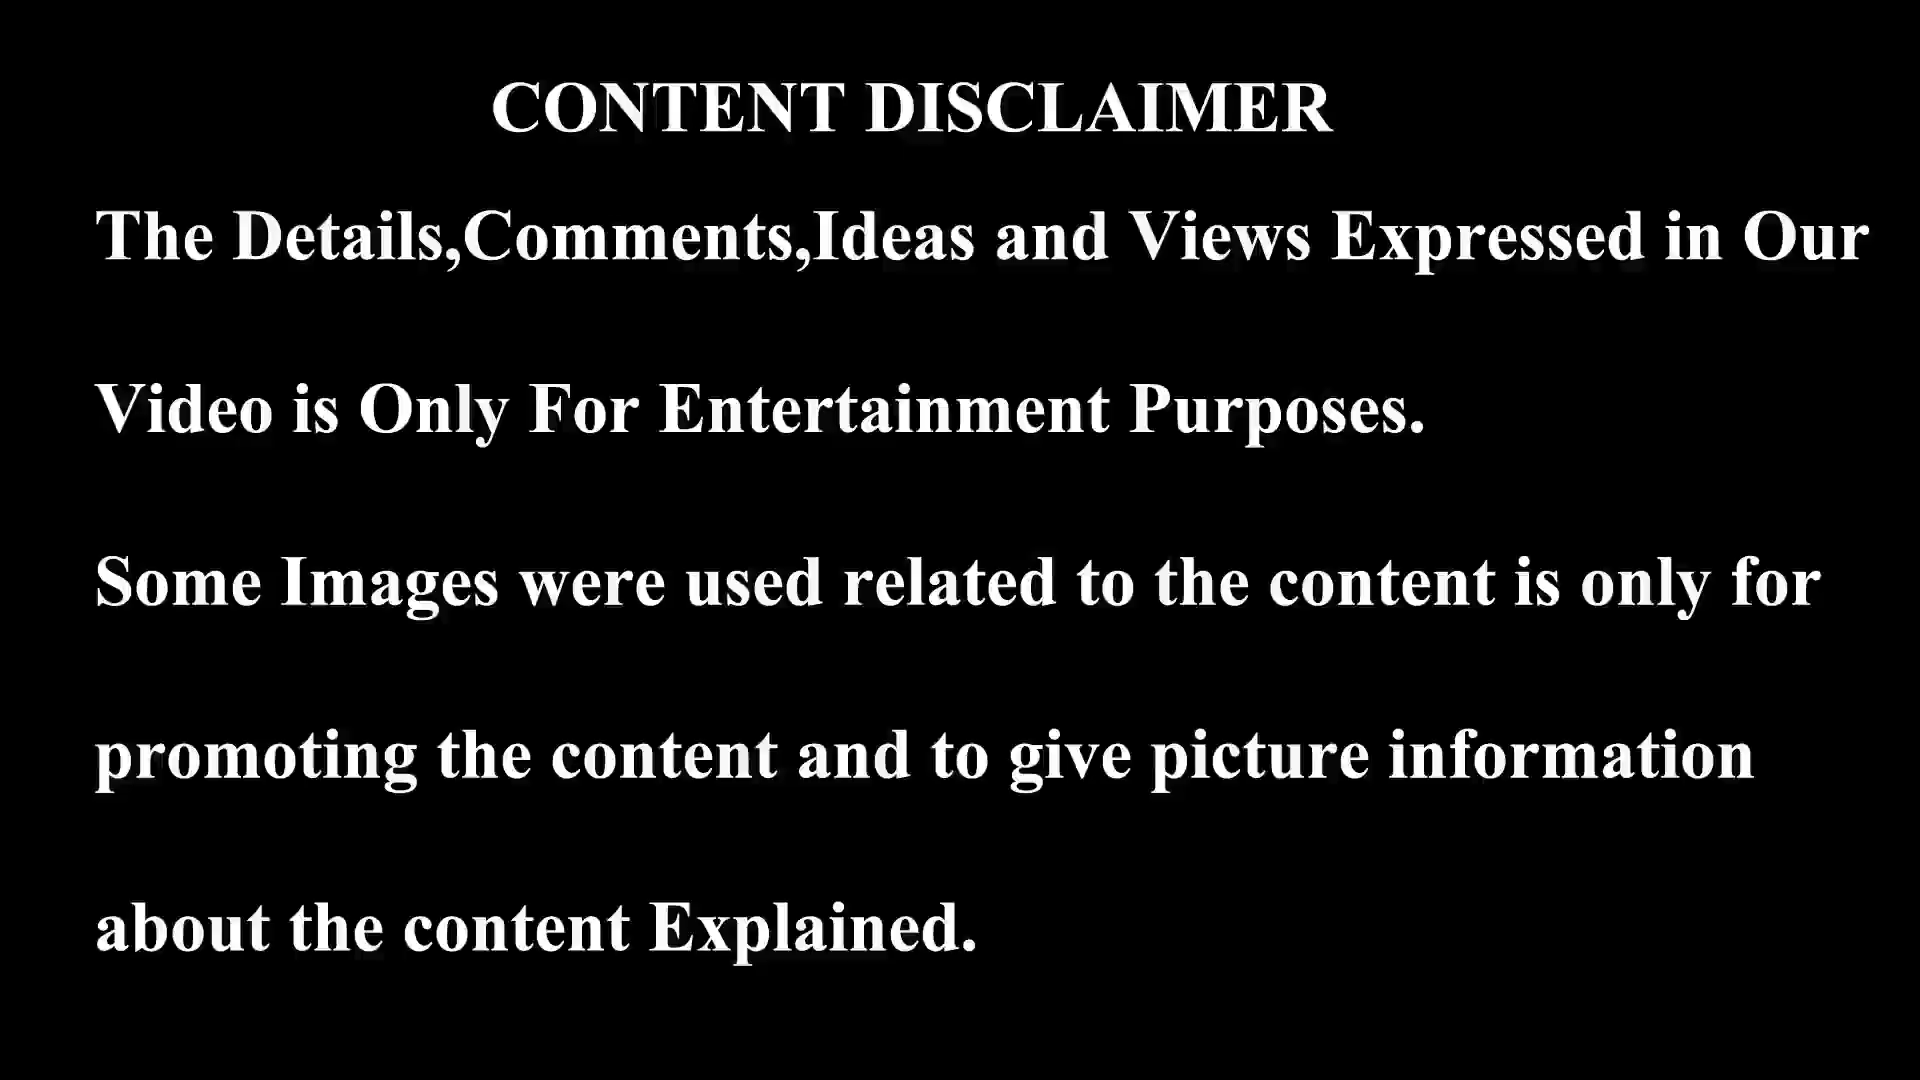 CONTENT DISCLAIMER
The Details,Comments,Ideas and Views Expressed in Our
Video is Only For Entertainment Purposes.
Some Images were used related to the content is only for
promoting the content and to give picture information
about the content Explained.